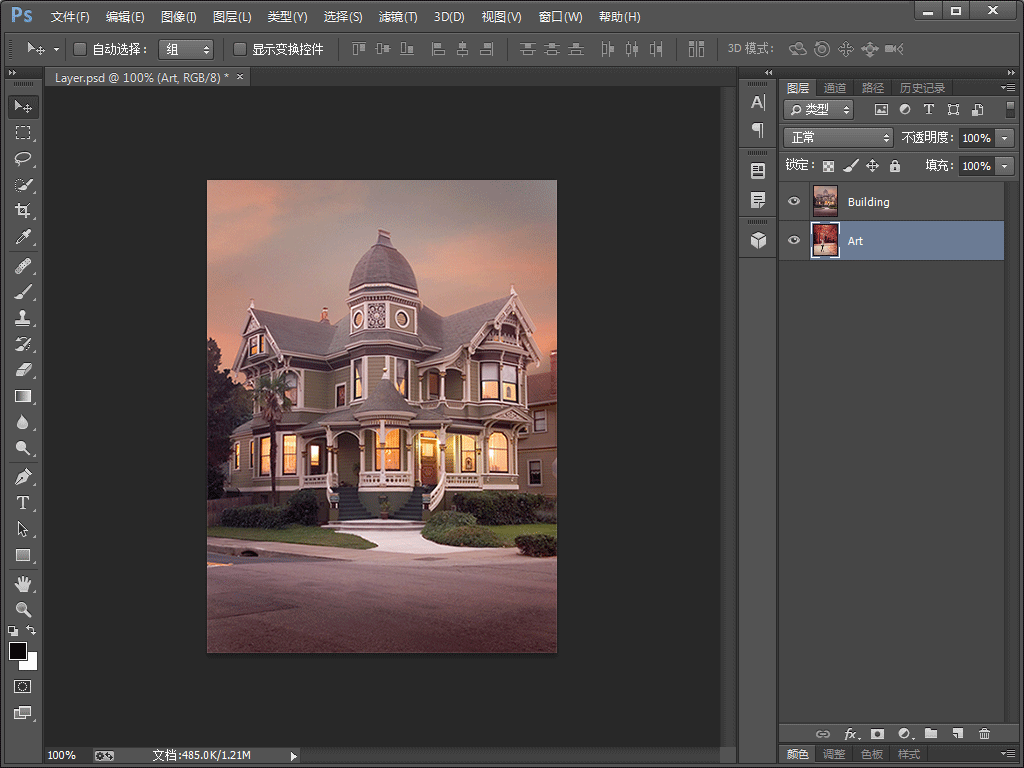 Ps 文件(F) 编辑(E) 图像(I) 图层(L) 类型(Y) 选择(S) 滤镜(T) 3D(D) 视图(V) 窗口(W) 帮助(H)
自动选择： 组 显示变换控件 3D 模式：
Layer.psd @ 100% (Art, RGB/8) * ×
图层 通道 路径 历史记录
类型
正常 不透明度： 100%
锁定： 填充： 100%
Building
Art
100% 文档:485.0K/1.21M
颜色 调整 色板 样式